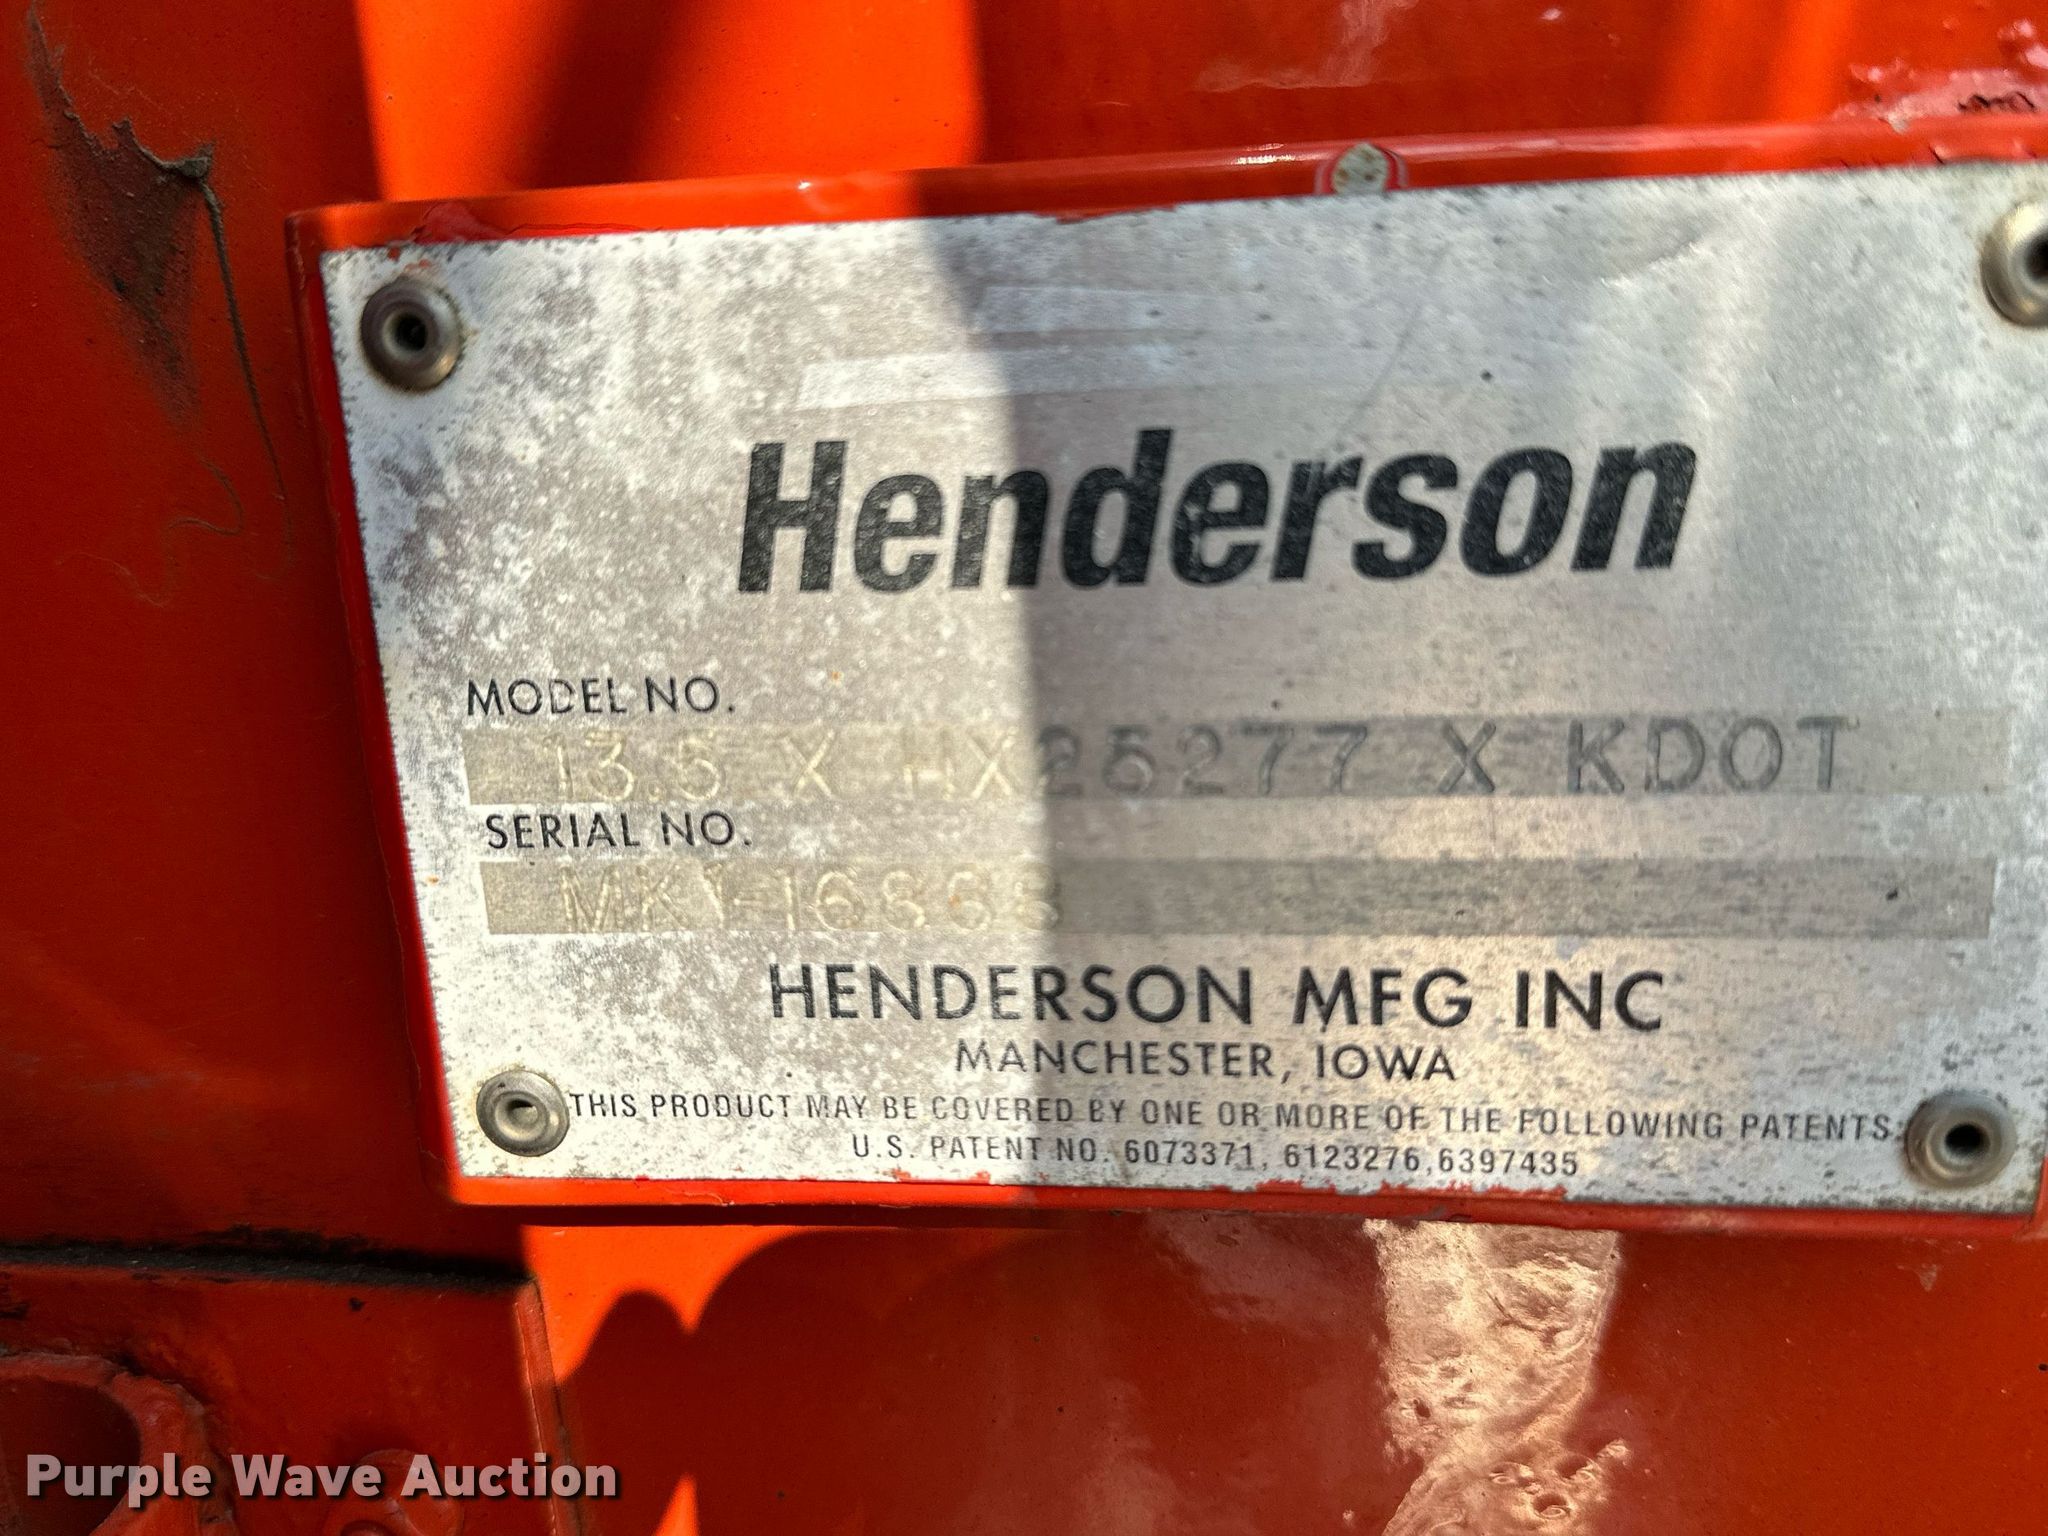 Henderson
MODEL NO.
13.5 X HX25277 X KDOT
SERIAL NO.
HENDERSON MFG INC
MANCHESTER, IOWA
THIS PRODUCT MAY BE COVERED BY ONE OR MORE OF THE FOLLOWING PATENTS:
U.S. PATENT NO. 6073371, 6123276,6397435
Purple Wave Auction